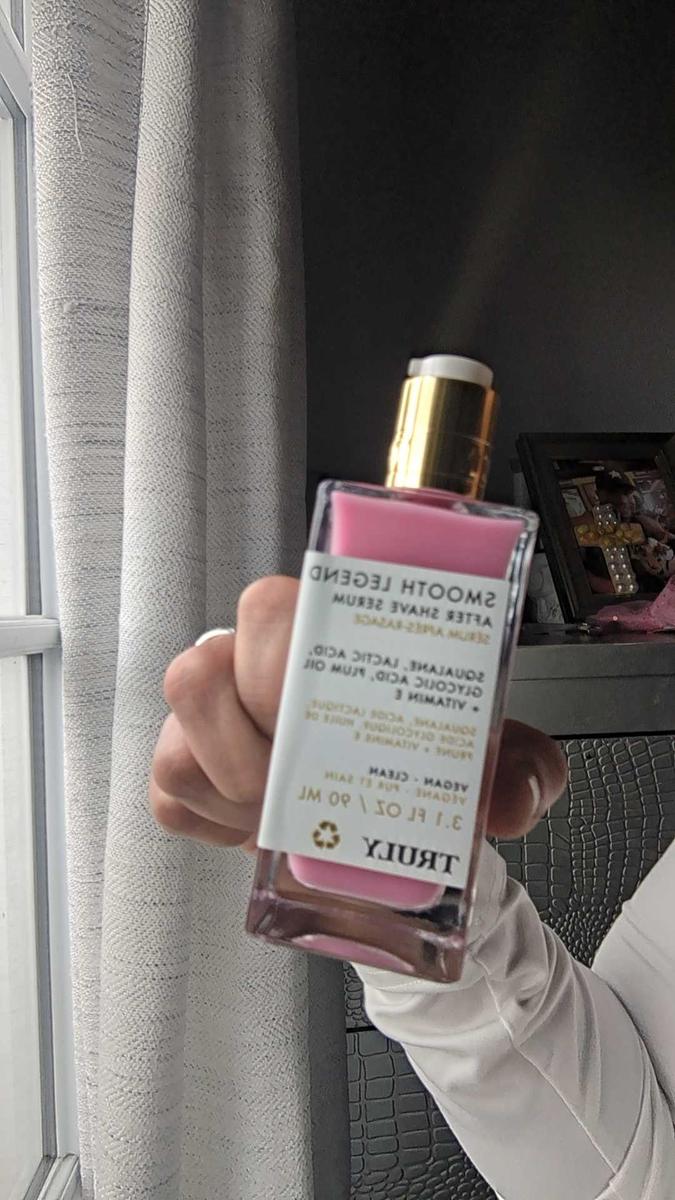 SMOOTH LEGEND
AFTER SHAVE SERUM
SÉRUM APRÈS-RASAGE
SQUALANE, LACTIC ACID,
GLYCOLIC ACID, PLUM OIL
+ VITAMIN E
SQUALANE, ACIDE LACTIQUE,
ACIDE GLYCOLIQUE, HUILE DE
PRUNE + VITAMINE E
VEGAN · CLEAN
VÉGANE · PUR ET SAIN
3.1 FL OZ / 90 ML
TRULY